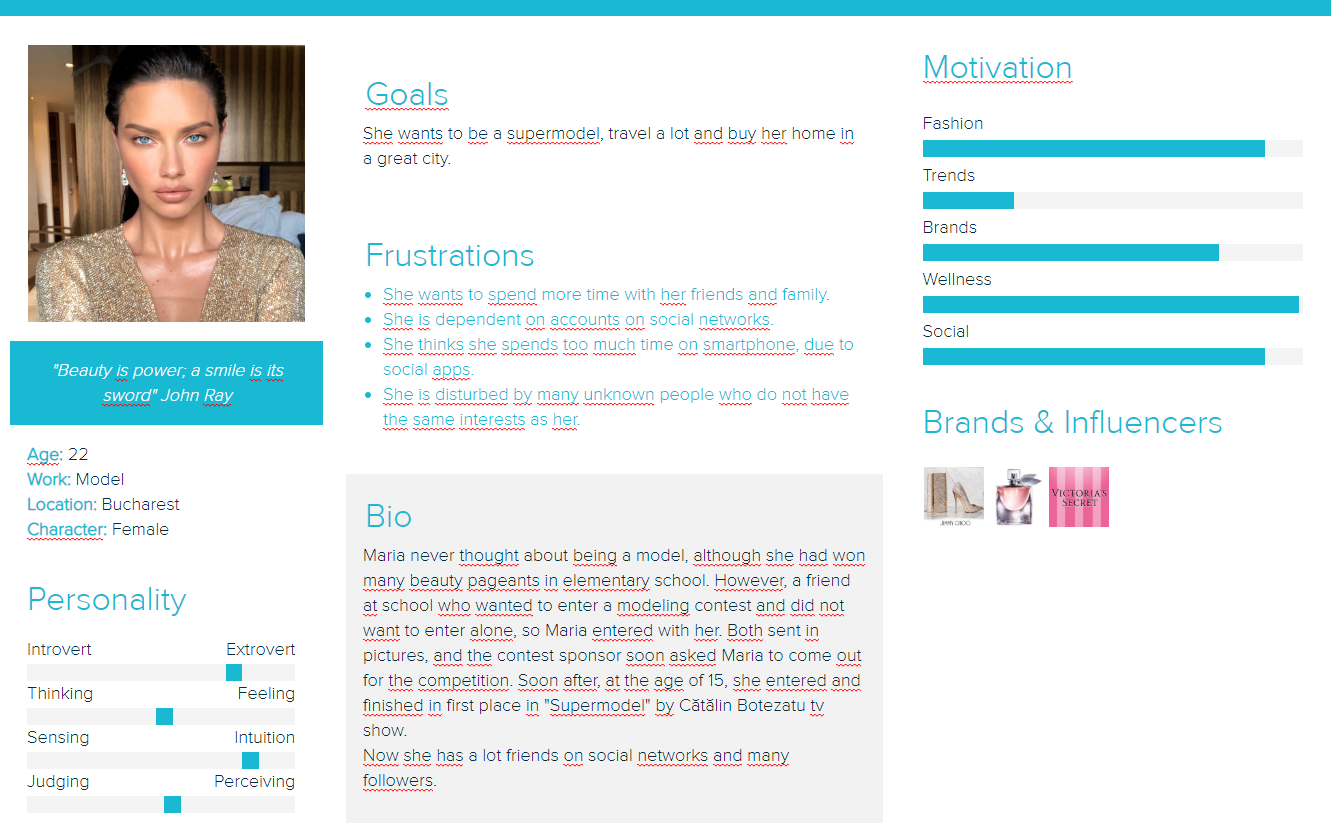 "Beauty is power; a smile is its
sword" John Ray
Age: 22
Work: Model
Location: Bucharest
Character: Female
Personality
Introvert Extrovert
Thinking Feeling
Sensing Intuition
Judging Perceiving
Goals
She wants to be a supermodel, travel a lot and buy her home in
a great city.
Frustrations
She wants to spend more time with her friends and family.
She is dependent on accounts on social networks.
She thinks she spends too much time on smartphone, due to
social apps.
She is disturbed by many unknown people who do not have
the same interests as her.
Bio
Maria never thought about being a model, although she had won
many beauty pageants in elementary school. However, a friend
at school who wanted to enter a modeling contest and did not
want to enter alone, so Maria entered with her. Both sent in
pictures, and the contest sponsor soon asked Maria to come out
for the competition. Soon after, at the age of 15, she entered and
finished in first place in "Supermodel" by Cătălin Botezatu tv
show.
Now she has a lot friends on social networks and many
followers.
Motivation
Fashion
Trends
Brands
Wellness
Social
Brands & Influencers
JIMMY CHOO
VICTORIA'S
SECRET